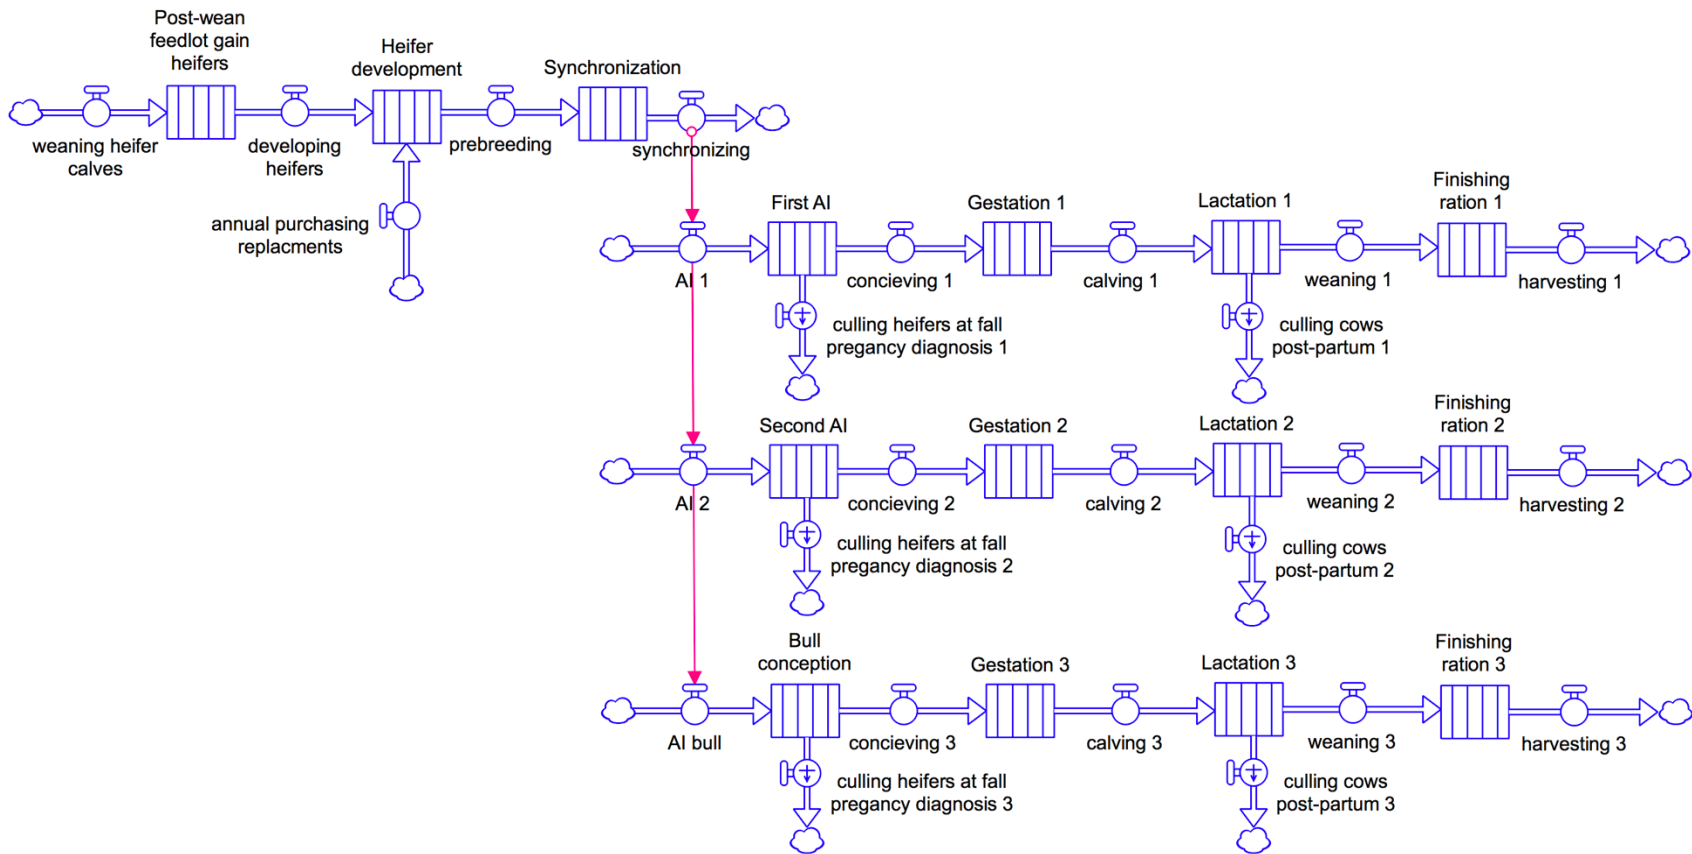 Post-wean
feedlot gain
heifers
Heifer
development
Synchronization
weaning heifer
calves
developing
heifers
prebreeding
synchronizing
annual purchasing
replacments
First AI
Gestation 1
Lactation 1
Finishing
ration 1
AI 1
concieving 1
calving 1
weaning 1
harvesting 1
culling heifers at fall
pregancy diagnosis 1
culling cows
post-partum 1
Second AI
Gestation 2
Lactation 2
Finishing
ration 2
AI 2
concieving 2
calving 2
weaning 2
harvesting 2
culling heifers at fall
pregancy diagnosis 2
culling cows
post-partum 2
Bull
conception
Gestation 3
Lactation 3
Finishing
ration 3
AI bull
concieving 3
calving 3
weaning 3
harvesting 3
culling heifers at fall
pregancy diagnosis 3
culling cows
post-partum 3